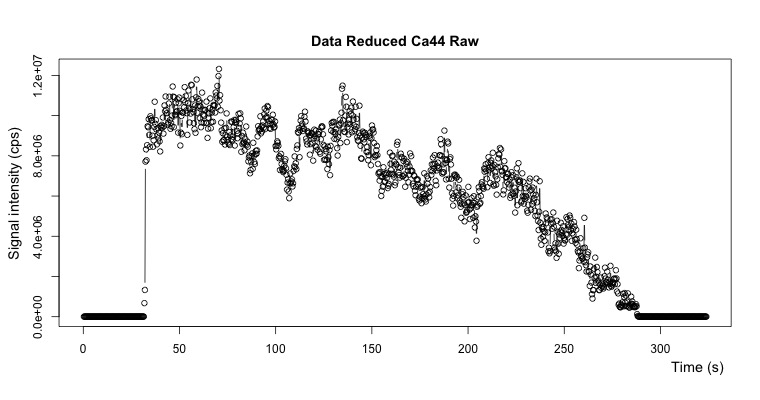 Data Reduced Ca44 Raw
Signal intensity (cps)
0.0e+00 4.0e+06 8.0e+06 1.2e+07
0 50 100 150 200 250 300
Time (s)